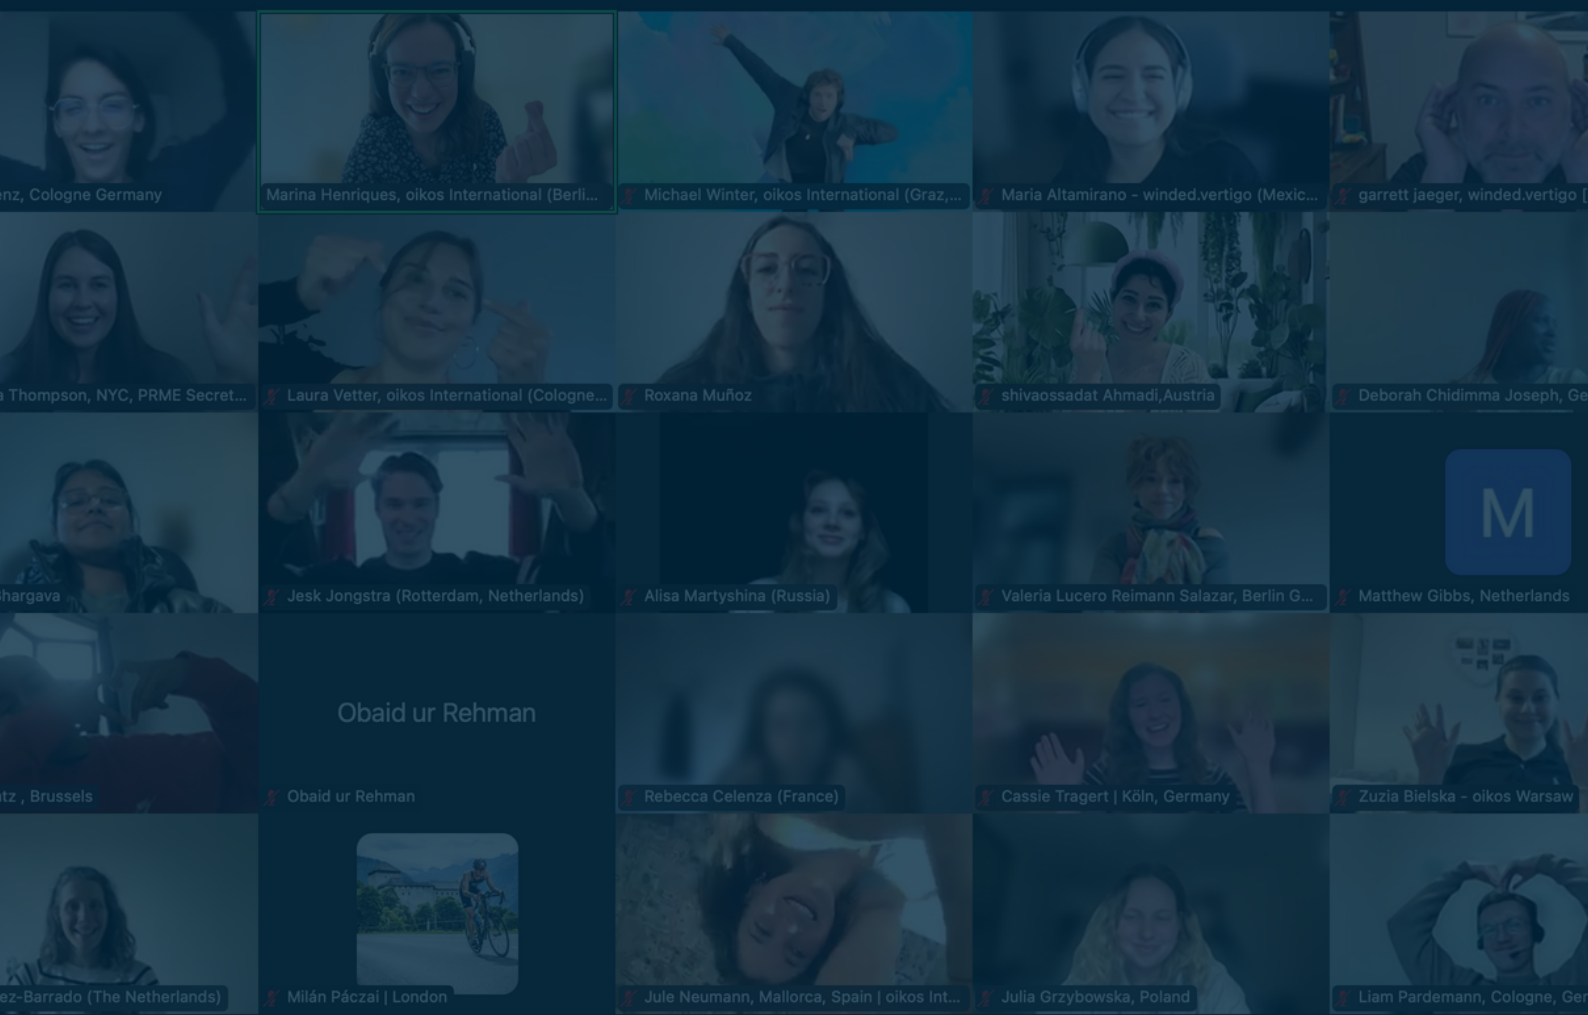 enz, Cologne Germany
Marina Henriques, oikos International (Berli...
Michael Winter, oikos International (Graz,...
Maria Altamirano - winded.vertigo (Mexic...
garrett jaeger, winded.vertigo [
a Thompson, NYC, PRME Secret...
Laura Vetter, oikos International (Cologne...
Roxana Muñoz
shivaossadat Ahmadi,Austria
Deborah Chidimma Joseph, Ge
Bhargava
Jesk Jongstra (Rotterdam, Netherlands)
Alisa Martyshina (Russia)
Valeria Lucero Reimann Salazar, Berlin G...
M
Matthew Gibbs, Netherlands
tz , Brussels
Obaid ur Rehman
Obaid ur Rehman
Rebecca Celenza (France)
Cassie Tragert | Köln, Germany
Zuzia Bielska - oikos Warsaw
ez-Barrado (The Netherlands)
Milán Páczai | London
Jule Neumann, Mallorca, Spain | oikos Int...
Julia Grzybowska, Poland
Liam Pardemann, Cologne, Ger